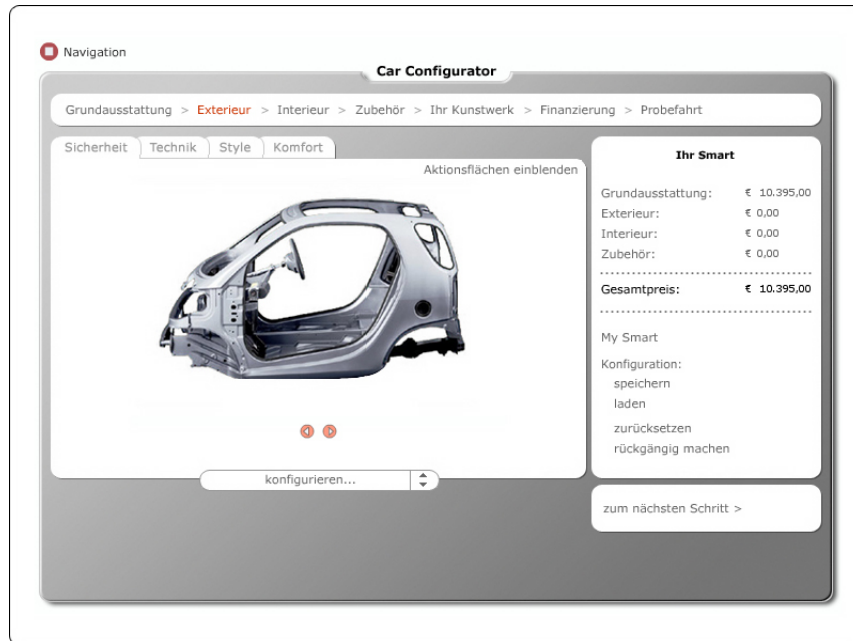 Navigation
Car Configurator
Grundausstattung > Exterieur > Interieur > Zubehör > Ihr Kunstwerk > Finanzierung > Probefahrt
Sicherheit Technik Style Komfort
Aktionsflächen einblenden
konfigurieren...
Ihr Smart
Grundausstattung: € 10.395,00
Exterieur: € 0,00
Interieur: € 0,00
Zubehör: € 0,00
Gesamtpreis: € 10.395,00
My Smart
Konfiguration:
speichern
laden
zurücksetzen
rückgängig machen
zum nächsten Schritt >